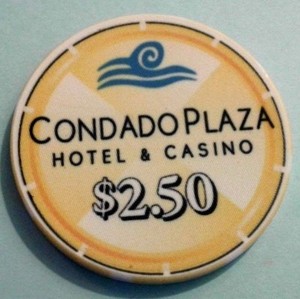 CONDADO PLAZA
HOTEL & CASINO
$2.50